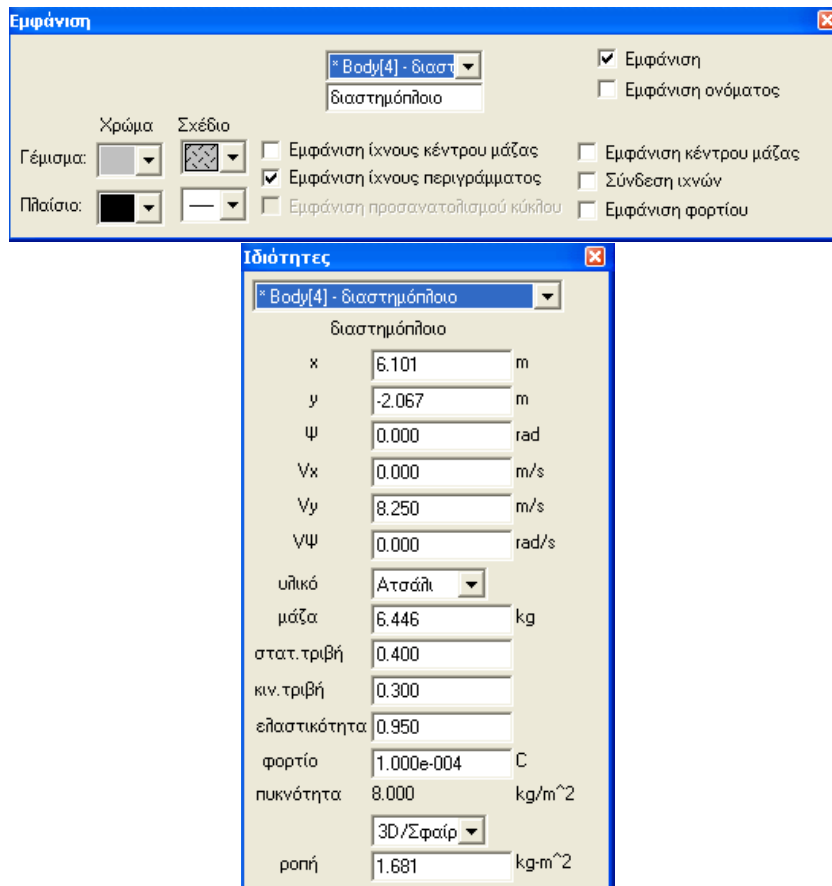 Εμφάνιση
* Body[4] - διαστ
Εμφάνιση
διαστημόπλοιο
Εμφάνιση ονόματος
Χρώμα Σχέδιο
Γέμισμα:
Εμφάνιση ίχνους κέντρου μάζας
Εμφάνιση κέντρου μάζας
Εμφάνιση ίχνους περιγράμματος
Σύνδεση ιχνών
Πλαίσιο:
Εμφάνιση προσανατολισμού κύκλου
Εμφάνιση φορτίου
Ιδιότητες
* Body[4] - διαστημόπλοιο
διαστημόπλοιο
x 6.101 m
y -2.067 m
Ψ 0.000 rad
Vx 0.000 m/s
Vy 8.250 m/s
VΨ 0.000 rad/s
υλικό Ατσάλι
μάζα 6.446 kg
στατ.τριβή 0.400
κιν.τριβή 0.300
ελαστικότητα 0.950
φορτίο 1.000e-004 C
πυκνότητα 8.000 kg/m^2
3D/Σφαίρ
ροπή 1.681 kg-m^2